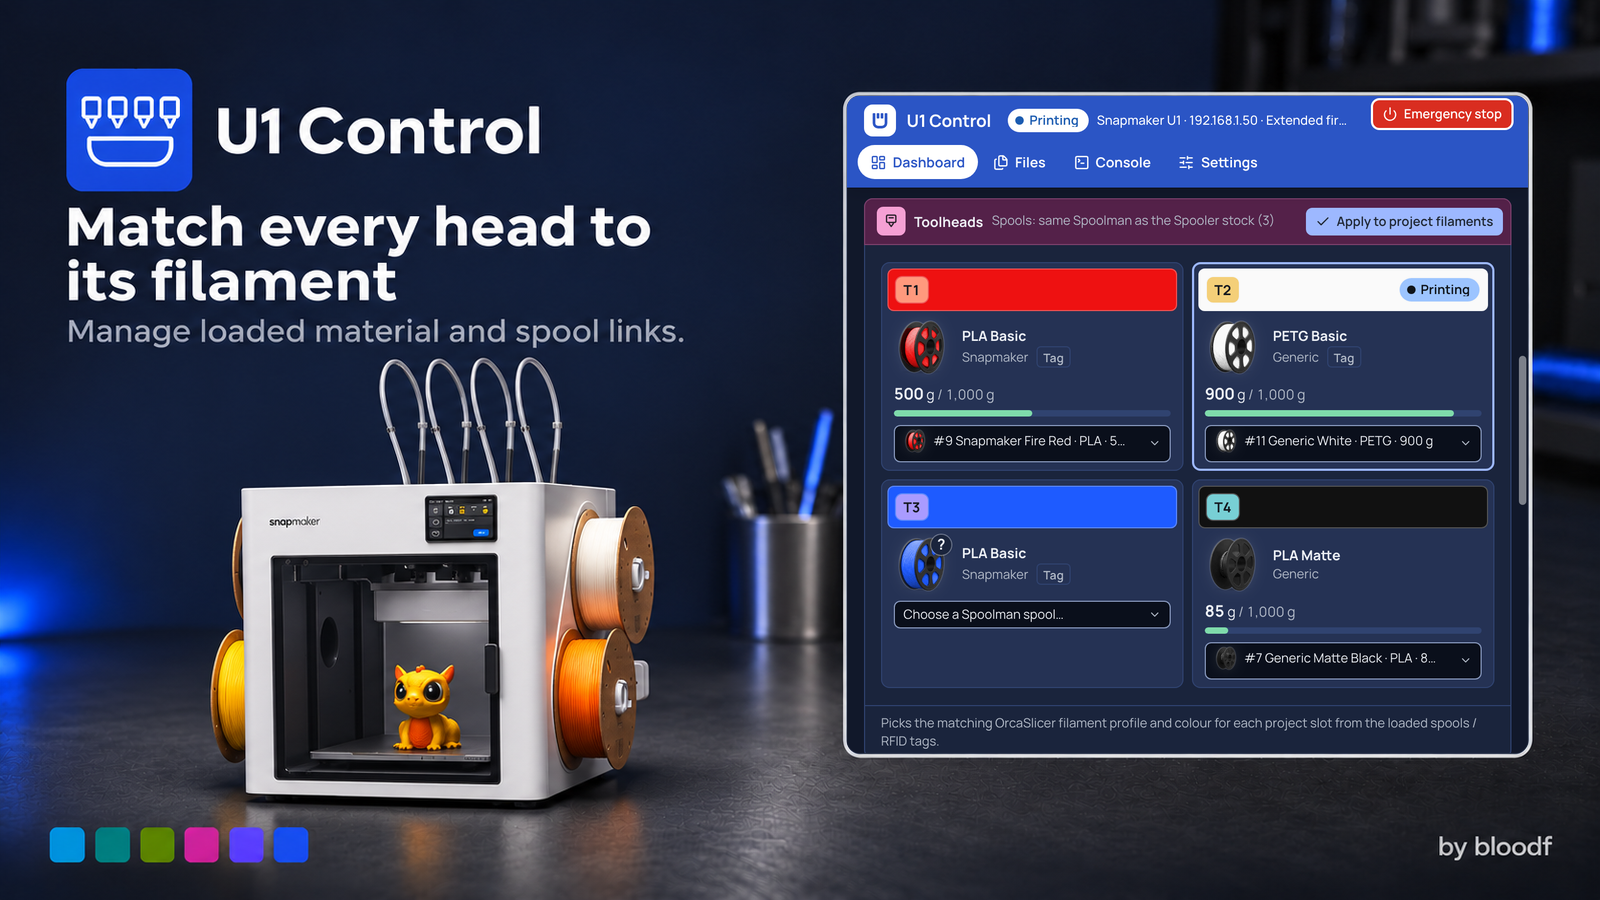 U1 Control
Match every head to
its filament
Manage loaded material and spool links.
snapmaker
U1 Control
Printing
Snapmaker U1 · 192.168.1.50 · Extended fir...
Emergency stop
Dashboard
Files
Console
Settings
Toolheads
Spools: same Spoolman as the Spooler stock (3)
Apply to project filaments
T1
PLA Basic
Snapmaker
Tag
500 g / 1,000 g
#9 Snapmaker Fire Red · PLA · 5...
T2
Printing
PETG Basic
Generic
Tag
900 g / 1,000 g
#11 Generic White · PETG · 900 g
T3
?
PLA Basic
Snapmaker
Tag
Choose a Spoolman spool...
T4
PLA Matte
Generic
85 g / 1,000 g
#7 Generic Matte Black · PLA · 8...
Picks the matching OrcaSlicer filament profile and colour for each project slot from the loaded spools /
RFID tags.
by bloodf